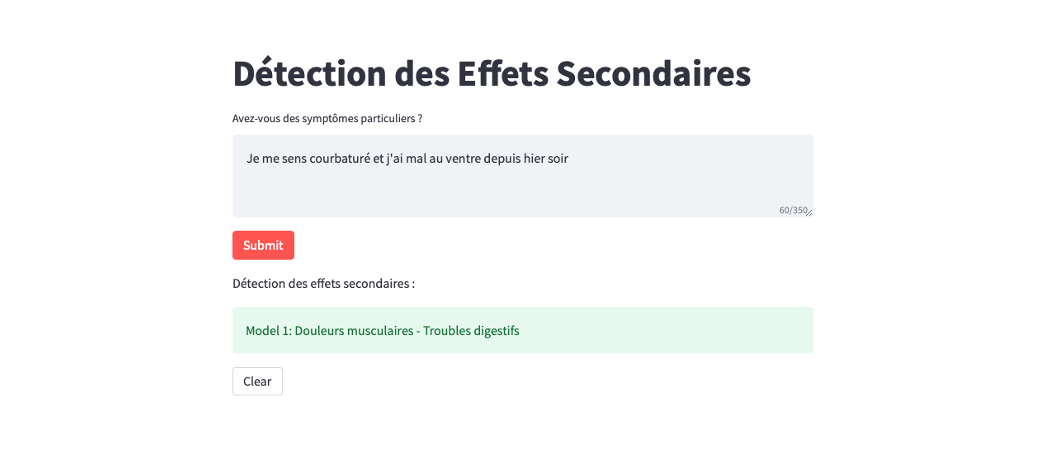 Détection des Effets Secondaires
Avez-vous des symptômes particuliers ?
Je me sens courbaturé et j'ai mal au ventre depuis hier soir
60/350
Submit
Détection des effets secondaires :
Model 1: Douleurs musculaires - Troubles digestifs
Clear